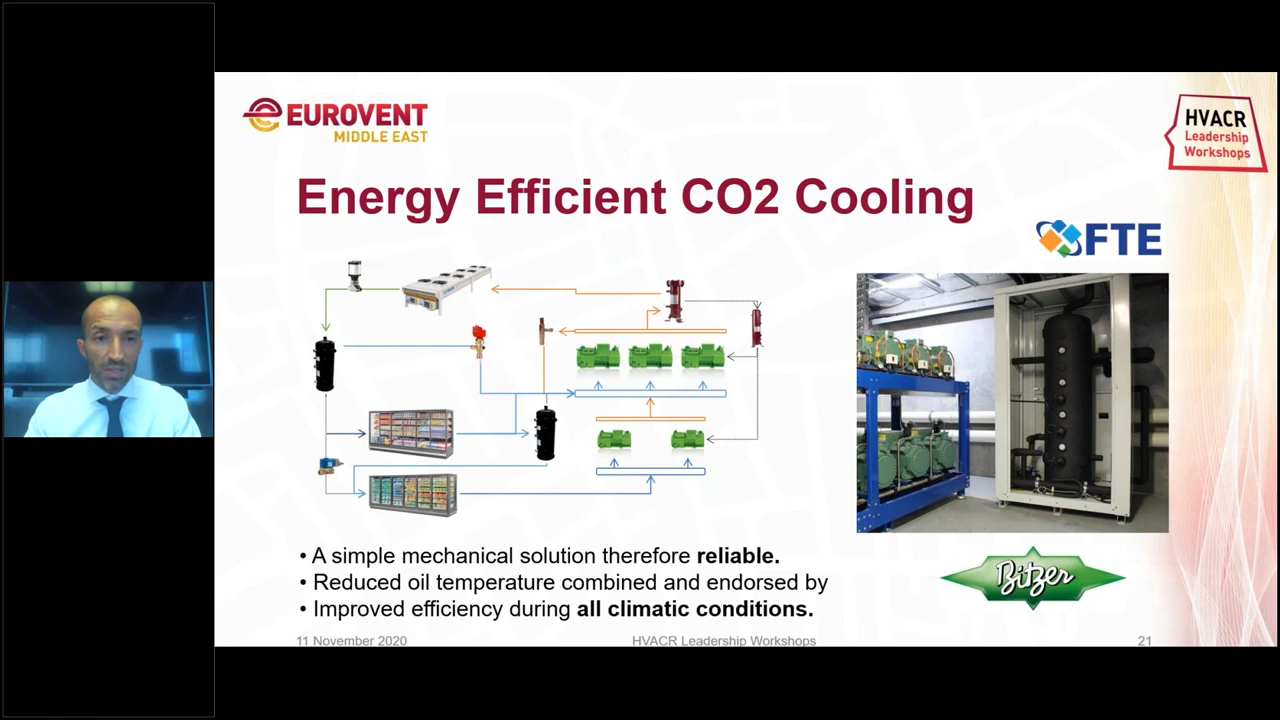 EUROVENT
MIDDLE EAST
HVACR
Leadership
Workshops
Energy Efficient CO2 Cooling
FTE
• A simple mechanical solution therefore reliable.
• Reduced oil temperature combined and endorsed by
Bitzer
• Improved efficiency during all climatic conditions.
11 November 2020
HVACR Leadership Workshops
21